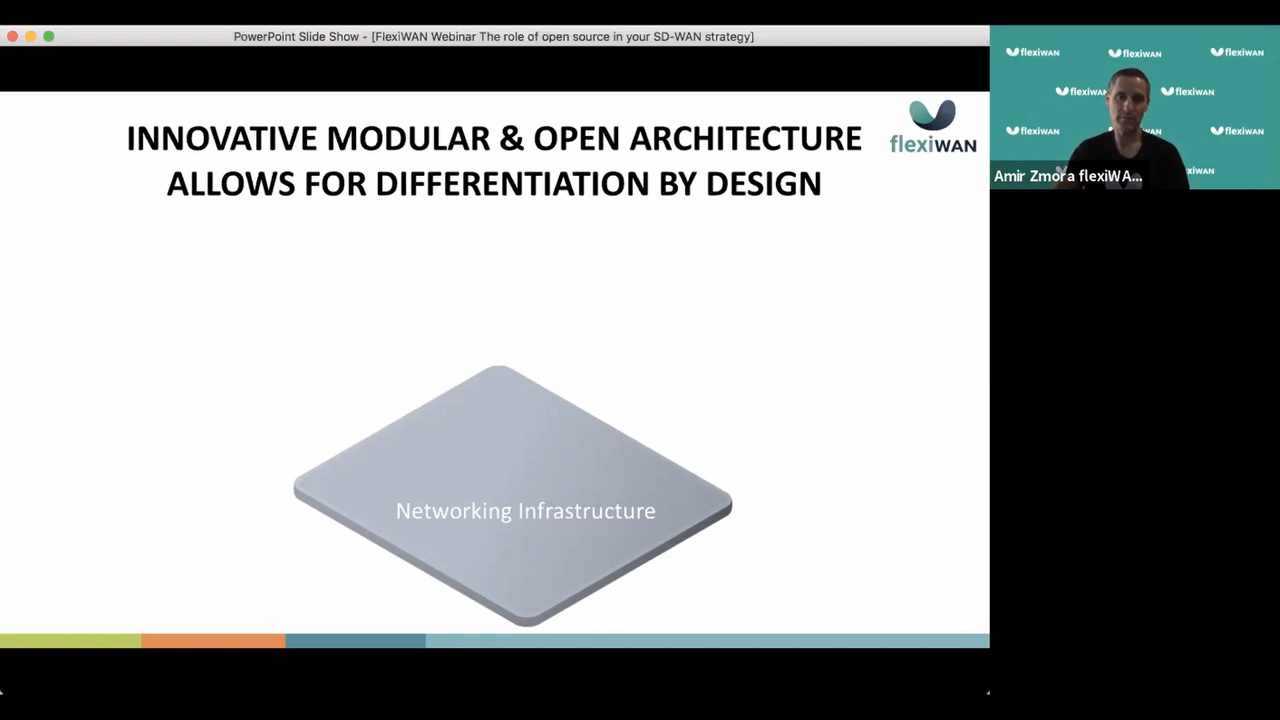 PowerPoint Slide Show - [FlexiWAN Webinar The role of open source in your SD-WAN strategy]
INNOVATIVE MODULAR & OPEN ARCHITECTURE
ALLOWS FOR DIFFERENTIATION BY DESIGN
flexiWAN
Networking Infrastructure
flexiWAN flexiWAN flexiWAN
flexiWAN flexiWAN
flexiWAN flexiWAN
Amir Zmora flexiWA...